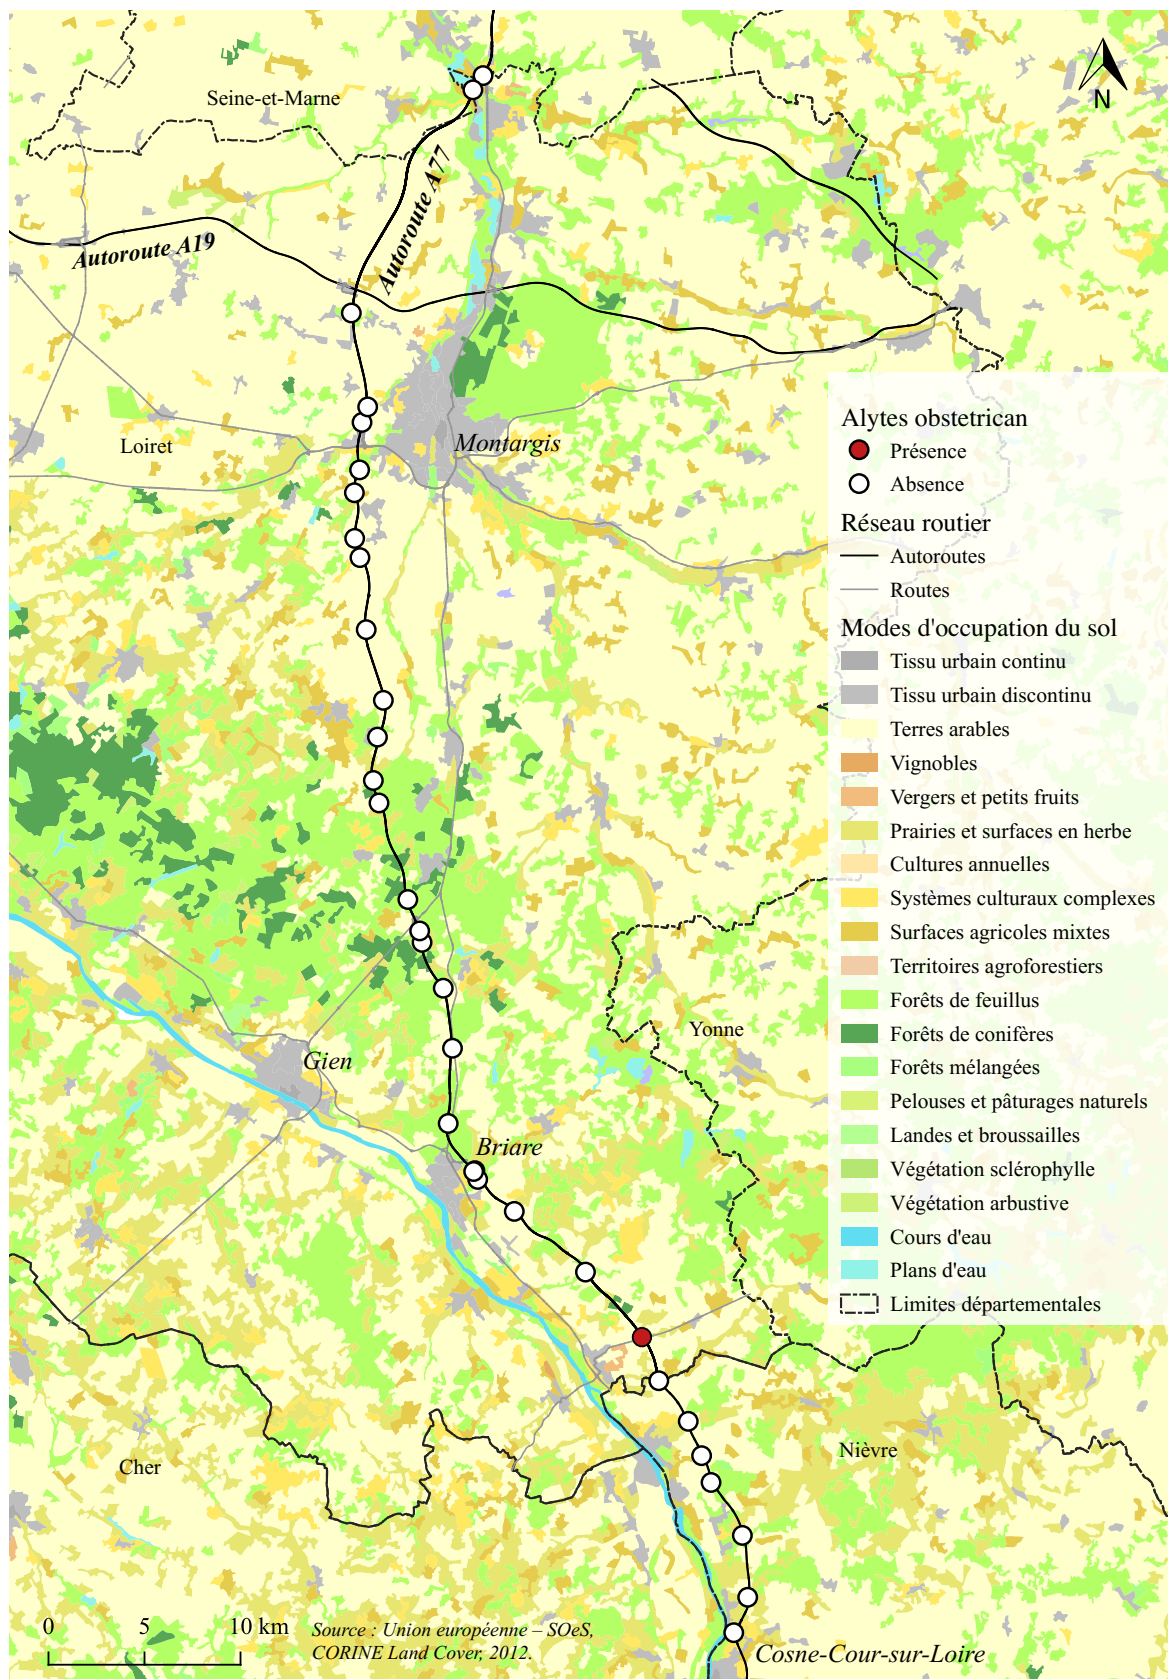 Seine-et-Marne
N
Autoroute A77
Autoroute A19
Loiret
Montargis
Alytes obstetrican
Présence
Absence
Réseau routier
Autoroutes
Routes
Modes d'occupation du sol
Tissu urbain continu
Tissu urbain discontinu
Terres arables
Vignobles
Vergers et petits fruits
Prairies et surfaces en herbe
Cultures annuelles
Systèmes culturaux complexes
Surfaces agricoles mixtes
Territoires agroforestiers
Forêts de feuillus
Forêts de conifères
Forêts mélangées
Pelouses et pâturages naturels
Landes et broussailles
Végétation sclérophylle
Végétation arbustive
Cours d'eau
Plans d'eau
Limites départementales
Yonne
Gien
Briare
Nièvre
Cher
0 5 10 km
Source : Union européenne – SOeS,
CORINE Land Cover, 2012.
Cosne-Cour-sur-Loire